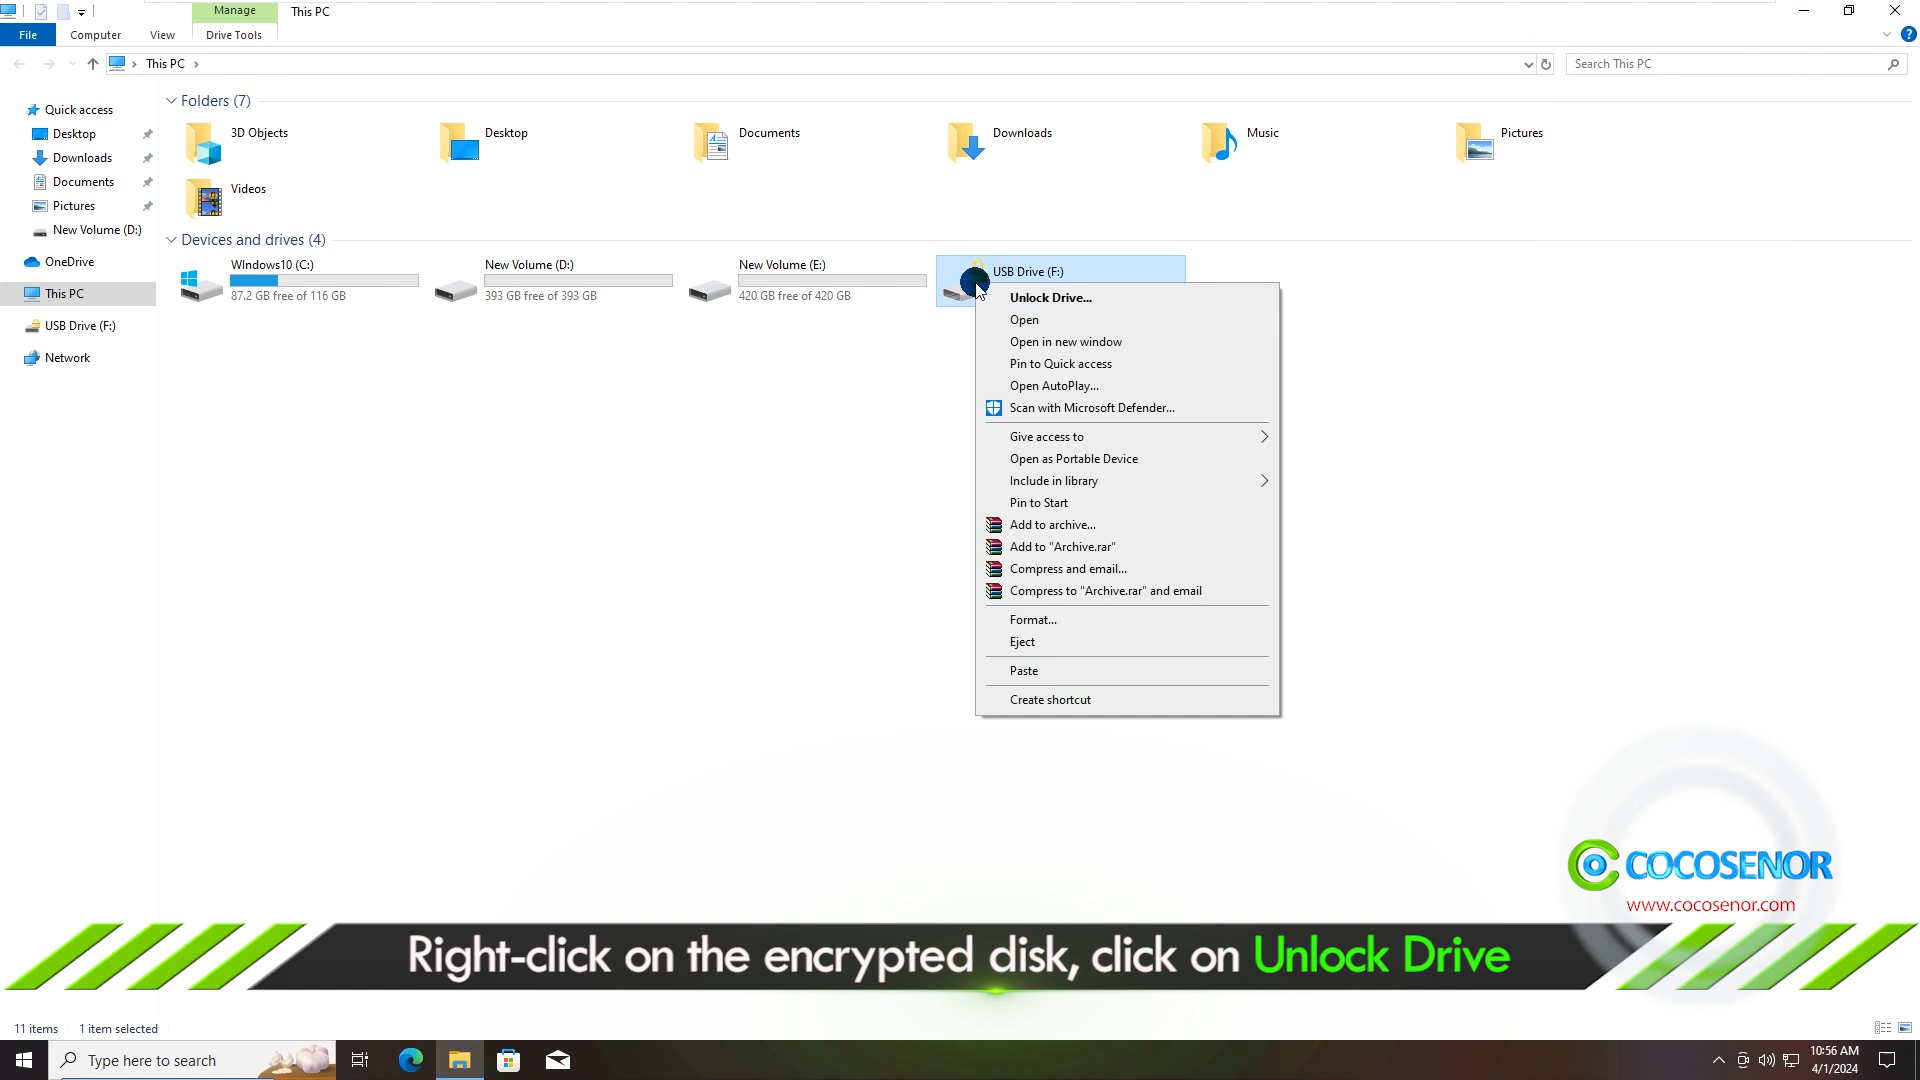 Manage
This PC
File
Computer
View
Drive Tools
This PC
Search This PC
Quick access
Desktop
Downloads
Documents
Pictures
New Volume (D:)
OneDrive
This PC
USB Drive (F:)
Network
Folders (7)
3D Objects
Desktop
Documents
Downloads
Music
Pictures
Videos
Devices and drives (4)
WIndows10 (C:)
87.2 GB free of 116 GB
New Volume (D:)
393 GB free of 393 GB
New Volume (E:)
420 GB free of 420 GB
USB Drive (F:)
Unlock Drive...
Open
Open in new window
Pin to Quick access
Open AutoPlay...
Scan with Microsoft Defender...
Give access to
Open as Portable Device
Include in library
Pin to Start
Add to archive...
Add to "Archive.rar"
Compress and email...
Compress to "Archive.rar" and email
Format...
Eject
Paste
Create shortcut
COCOSENOR
www.cocosenor.com
Right-click on the encrypted disk, click on Unlock Drive
11 items
1 item selected
Type here to search
10:56 AM
4/1/2024